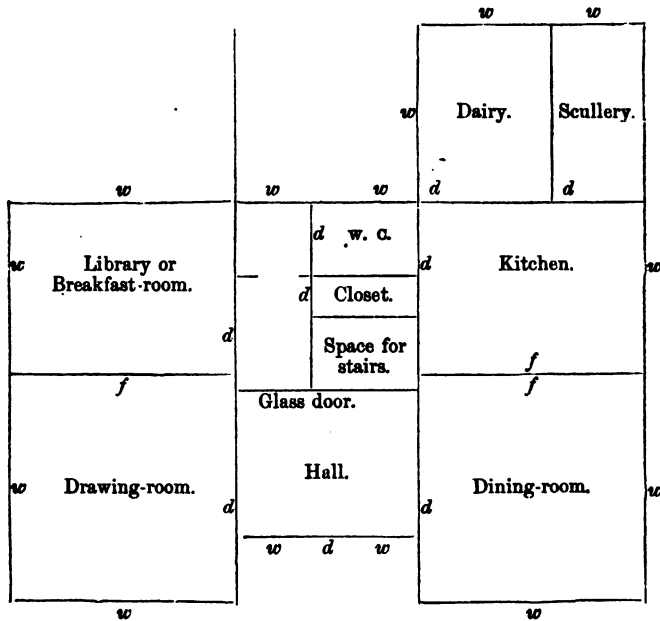 w w
w Dairy. Scullery.
w w w d d
w Library or
Breakfast-room.
d w. c.
d Kitchen. w
d Closet.
d Space for
stairs.
f
f f
Glass door.
w Drawing-room. d Hall. d Dining-room. w
w d w
w w